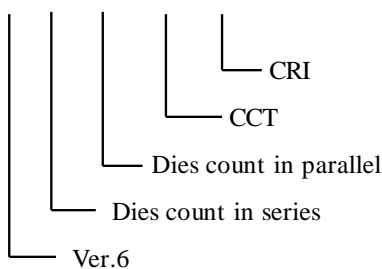 CRI
CCT
Dies count in parallel
Dies count in series
Ver.6